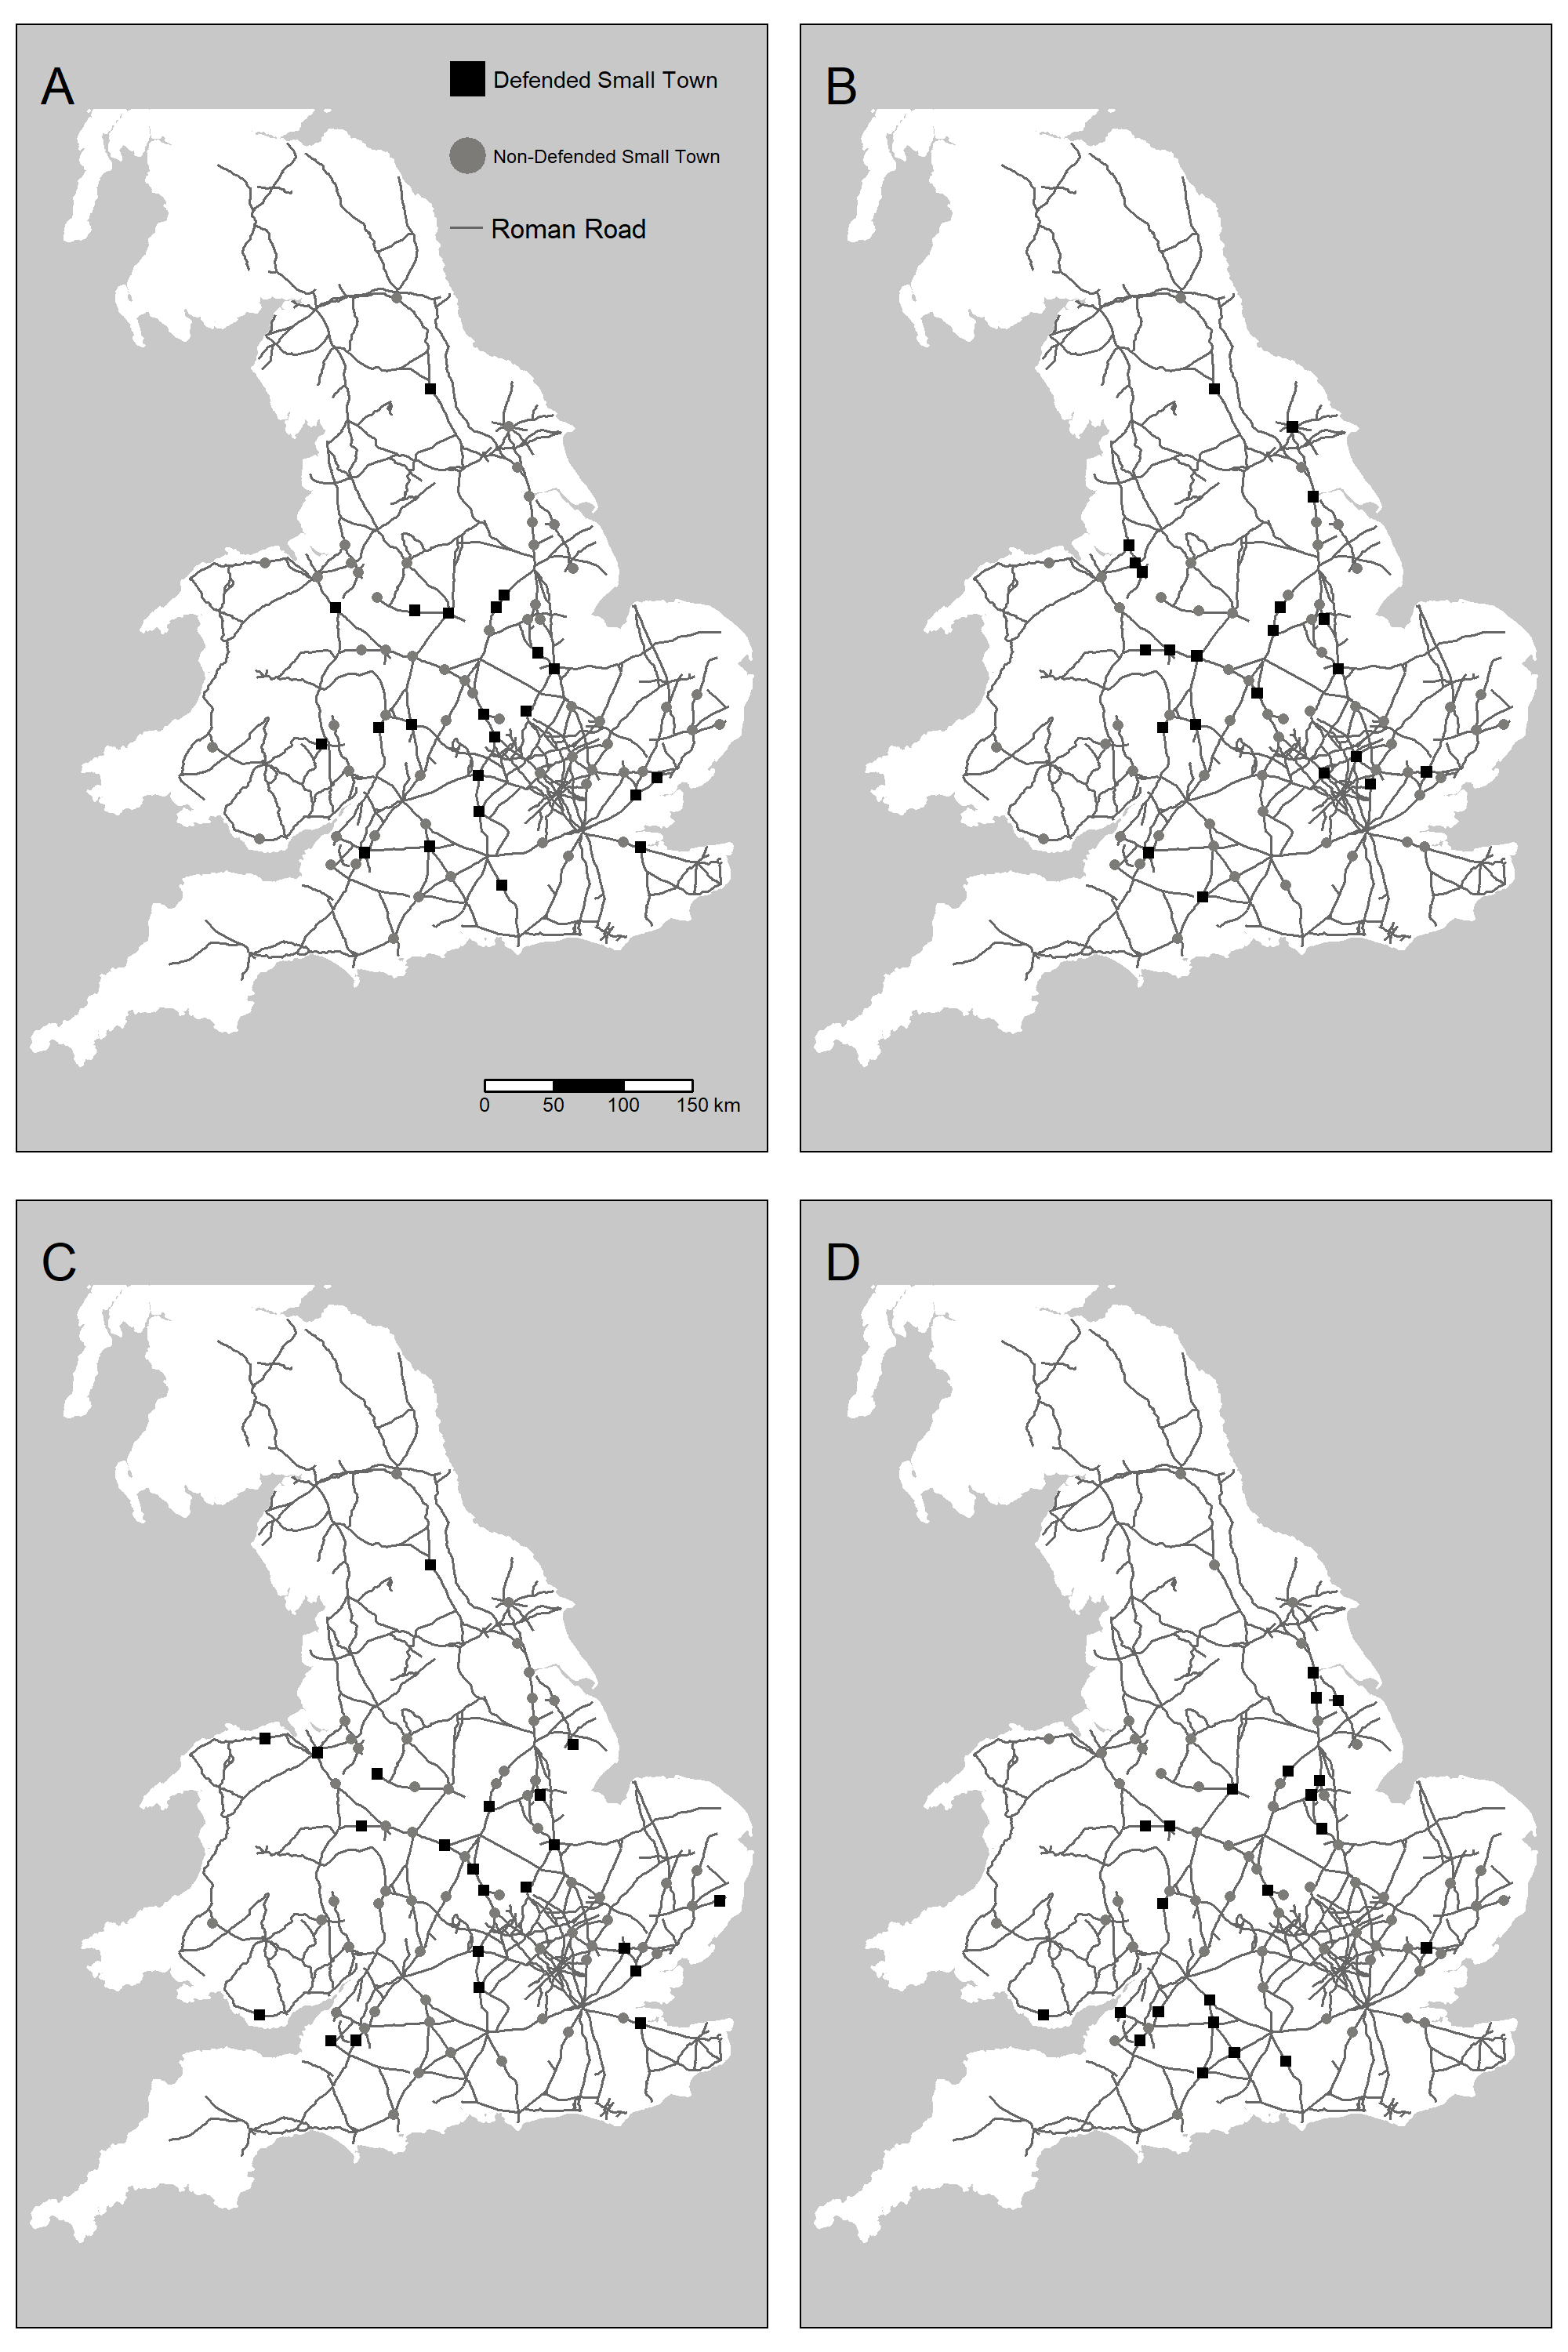 A
Defended Small Town
Non-Defended Small Town
Roman Road
0 50 100 150 km
B
C
D